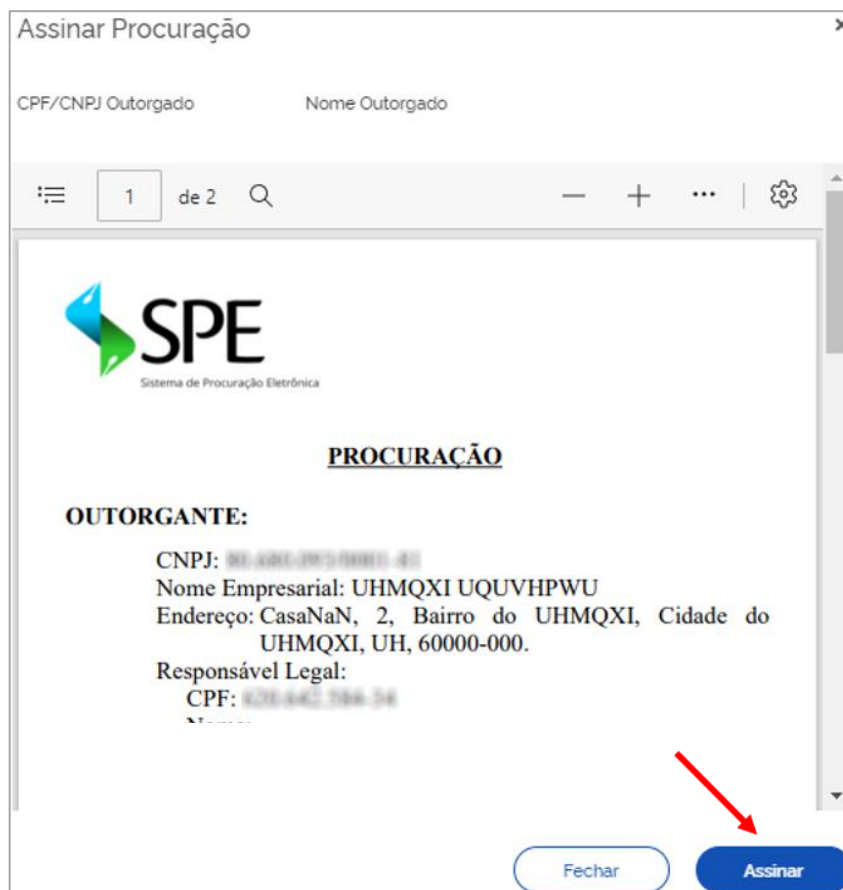 Assinar Procuração
CPF/CNPJ Outorgado Nome Outorgado
1 de 2
SPE
Sistema de Procuração Eletrônica
PROCURAÇÃO
OUTORGANTE:
CNPJ:
Nome Empresarial: UHMQXI UQUVHPWU
Endereço: CasaNaN, 2, Bairro do UHMQXI, Cidade do
UHMQXI, UH, 60000-000.
Responsável Legal:
CPF:
Fechar Assinar